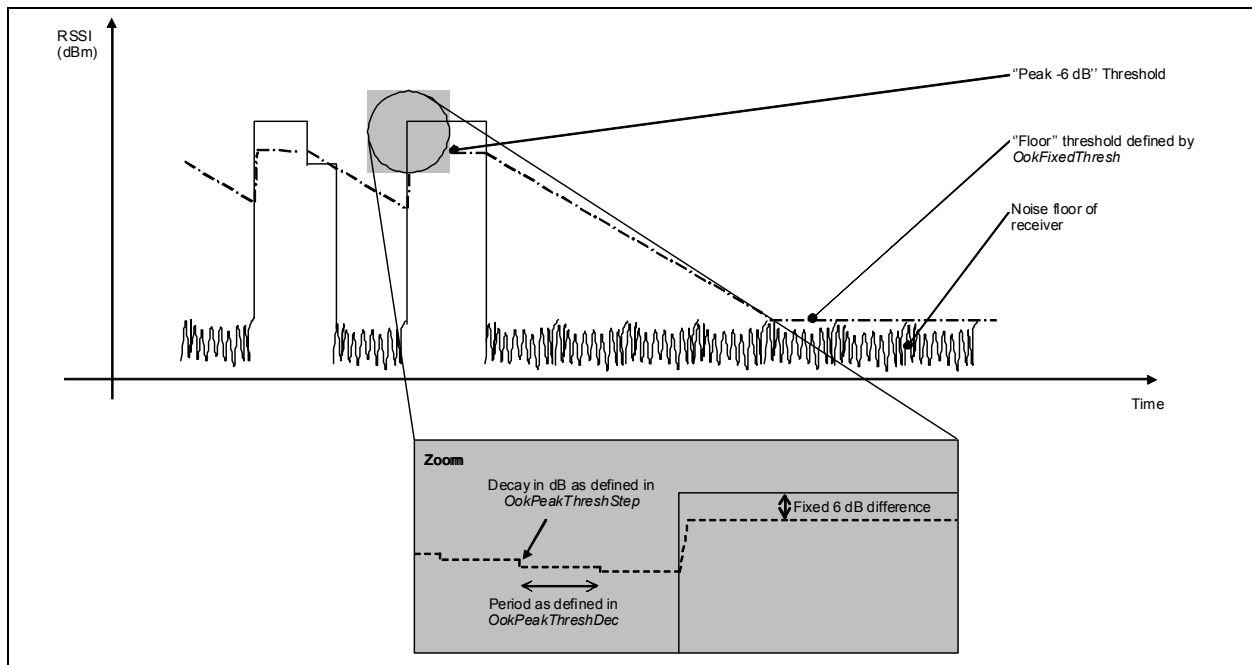 RSSI
(dBm)
“Peak -6 dB’’ Threshold
‘‘Floor’’ threshold defined by
OokFixedThresh
Noise floor of
receiver
Time
Zoom
Decay in dB as defined in
OokPeakThreshStep
Fixed 6 dB difference
Period as defined in
OokPeakThreshDec